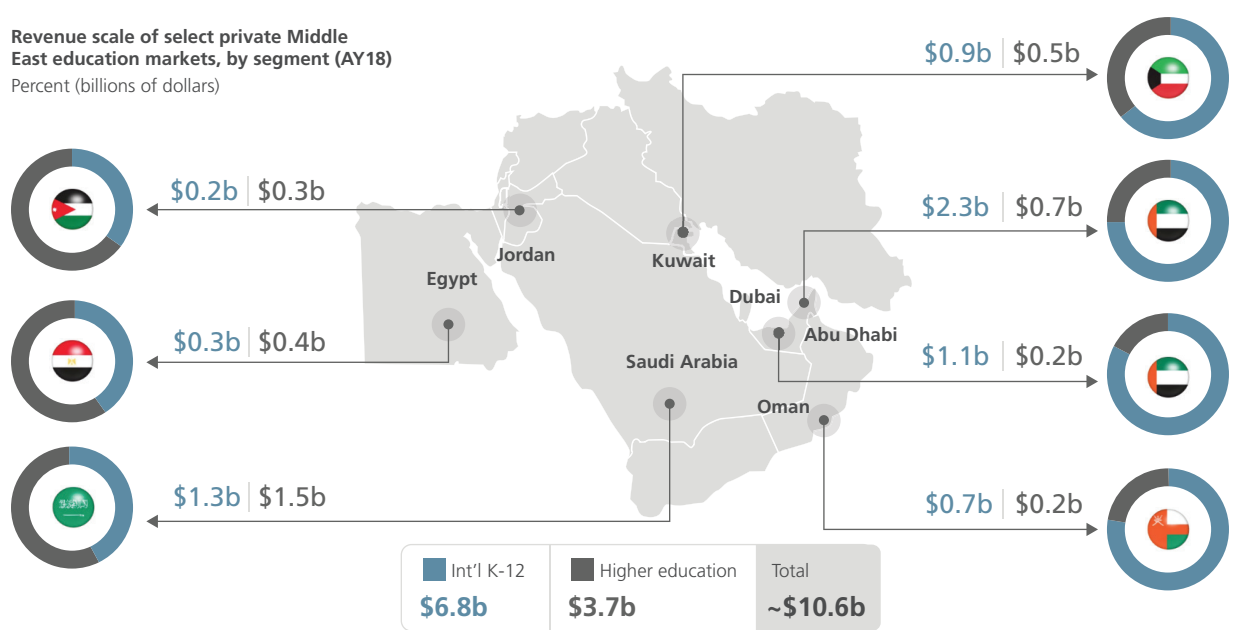 Revenue scale of select private Middle
East education markets, by segment (AY18)
Percent (billions of dollars)
$0.9b $0.5b
$0.2b $0.3b
$2.3b $0.7b
Jordan
Kuwait
Egypt
Dubai
Abu Dhabi
$0.3b $0.4b
$1.1b $0.2b
Saudi Arabia
Oman
$1.3b $1.5b
$0.7b $0.2b
Int'l K-12 Higher education Total
$6.8b $3.7b ~$10.6b